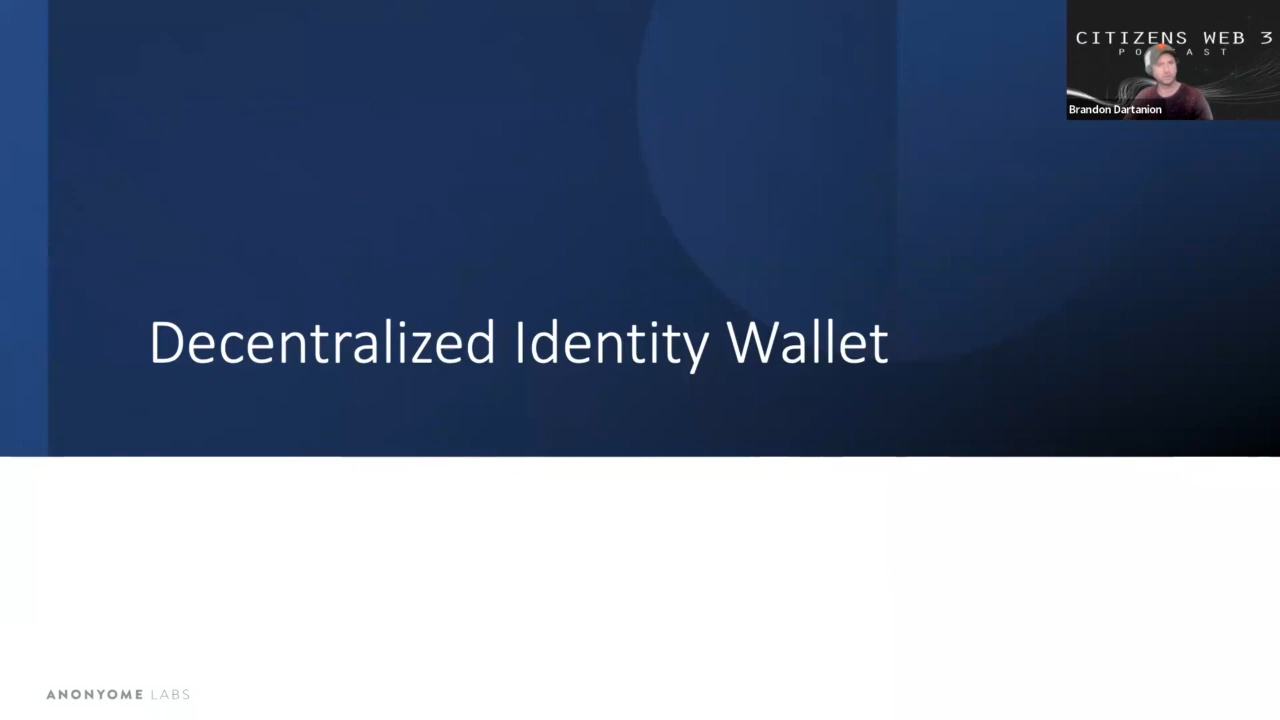 CITIZENS WEB 3
Brandon Dartanion
Decentralized Identity Wallet
ANONYOME LABS